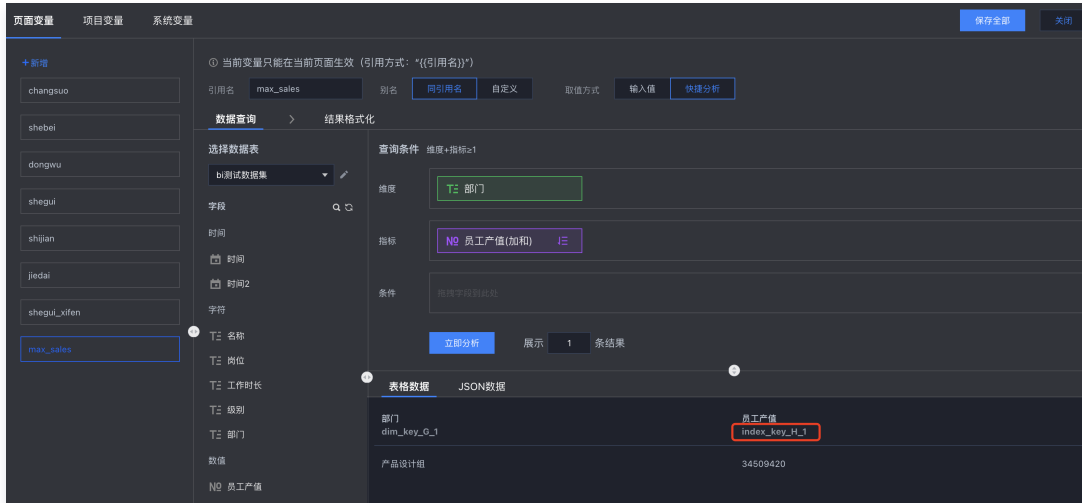 页面变量 项目变量 系统变量 保存全部 关闭
+新增
changsuo
shebei
dongwu
shegui
shijian
jiedai
shegui_xifen
max_sales
当前变量只能在当前页面生效（引用方式：“{{引用名}}”）
引用名 max_sales 别名 同引用名 自定义 取值方式 输入值 快捷分析
数据查询 > 结果格式化
选择数据表
bi测试数据集
字段
时间
时间
时间2
字符
名称
岗位
工作时长
级别
部门
数值
员工产值
查询条件 维度+指标≥1
维度 部门
指标 员工产值(加和)
条件 拖拽字段到此处
立即分析 展示 1 条结果
表格数据 JSON数据
部门 员工产值
dim_key_G_1 index_key_H_1
产品设计组 34509420